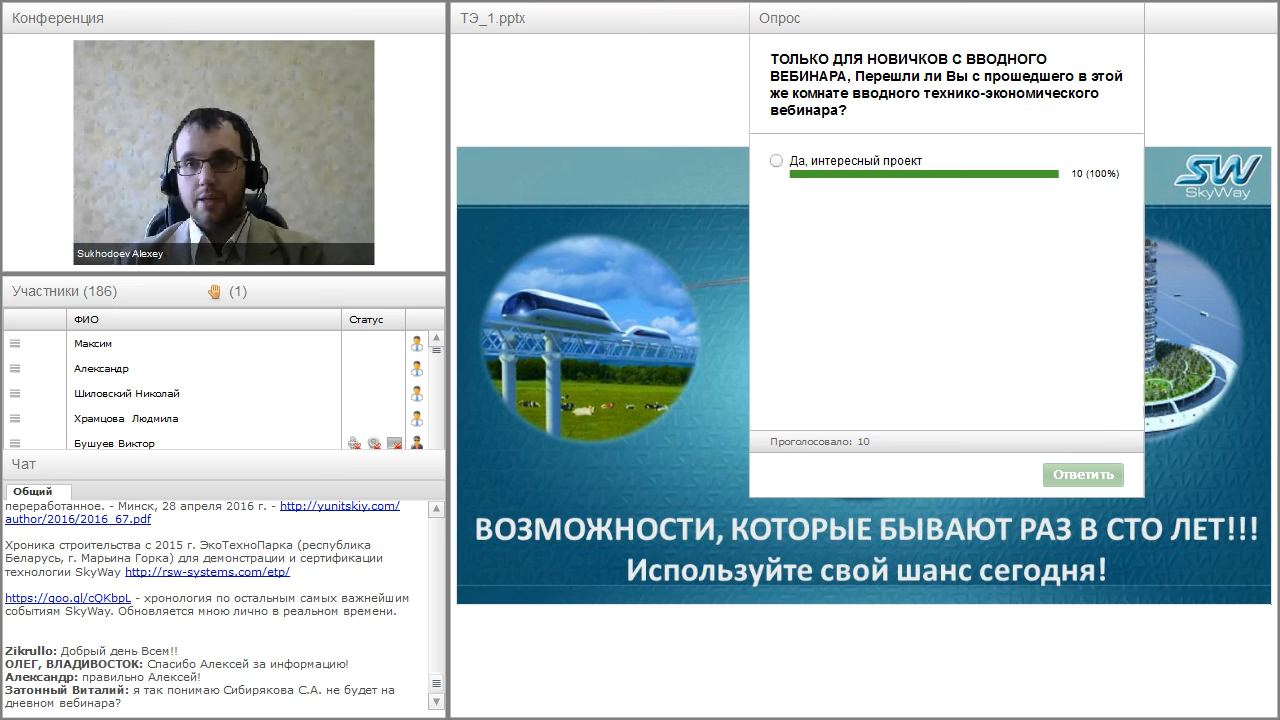 Конференция
Sukhodoev Alexey
Участники (186)
(1)
ФИО
Статус
Максим
Александр
Шиловский Николай
Храмцова Людмила
Бушуев Виктор
Чат
Общий
переработанное. - Минск, 28 апреля 2016 г. - http://yunitskiy.com/
author/2016/2016_67.pdf
Хроника строительства с 2015 г. ЭкоТехноПарка (республика
Беларусь, г. Марьина Горка) для демонстрации и сертификации
технологии SkyWay http://rsw-systems.com/etp/
https://goo.gl/cQKbpL - хронология по остальным самых важнейшим
событиям SkyWay. Обновляется мною лично в реальном времени.
Zikrullo: Добрый день Всем!!
ОЛЕГ, ВЛАДИВОСТОК: Спасибо Алексей за информацию!
Александр: правильно Алексей!
Затонный Виталий: я так понимаю Сибирякова С.А. не будет на
дневном вебинара?
ТЭ_1.pptx
Опрос
ТОЛЬКО ДЛЯ НОВИЧКОВ С ВВОДНОГО
ВЕБИНАРА, Перешли ли Вы с прошедшего в этой
же комнате вводного технико-экономического
вебинара?
Да, интересный проект
10 (100%)
Проголосовало: 10
Ответить
SW
SkyWay
ВОЗМОЖНОСТИ, КОТОРЫЕ БЫВАЮТ РАЗ В СТО ЛЕТ!!!
Используйте свой шанс сегодня!